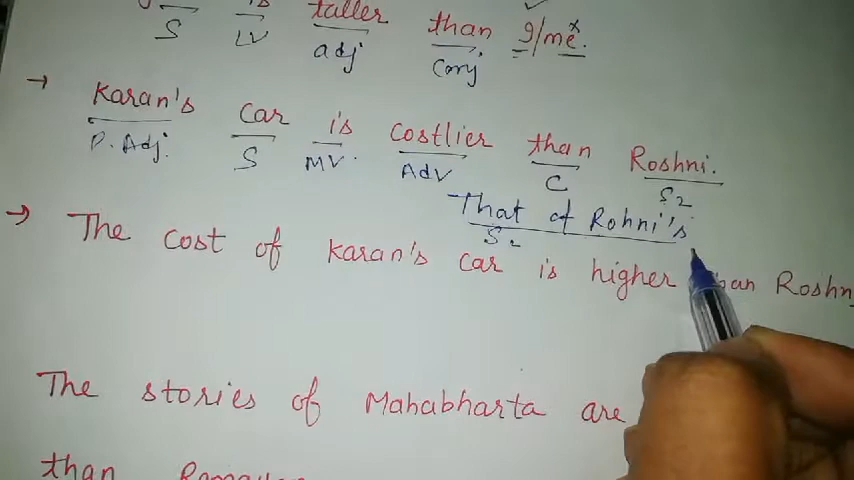 taller than I/me x.
S LV adj Conj
→ Karan's car is costlier than Roshni.
P. Adj. S MV. Adv C S2
That of Rohni's
S2
→ The cost of Karan's car is higher than Roshn
The stories of Mahabharta are
than